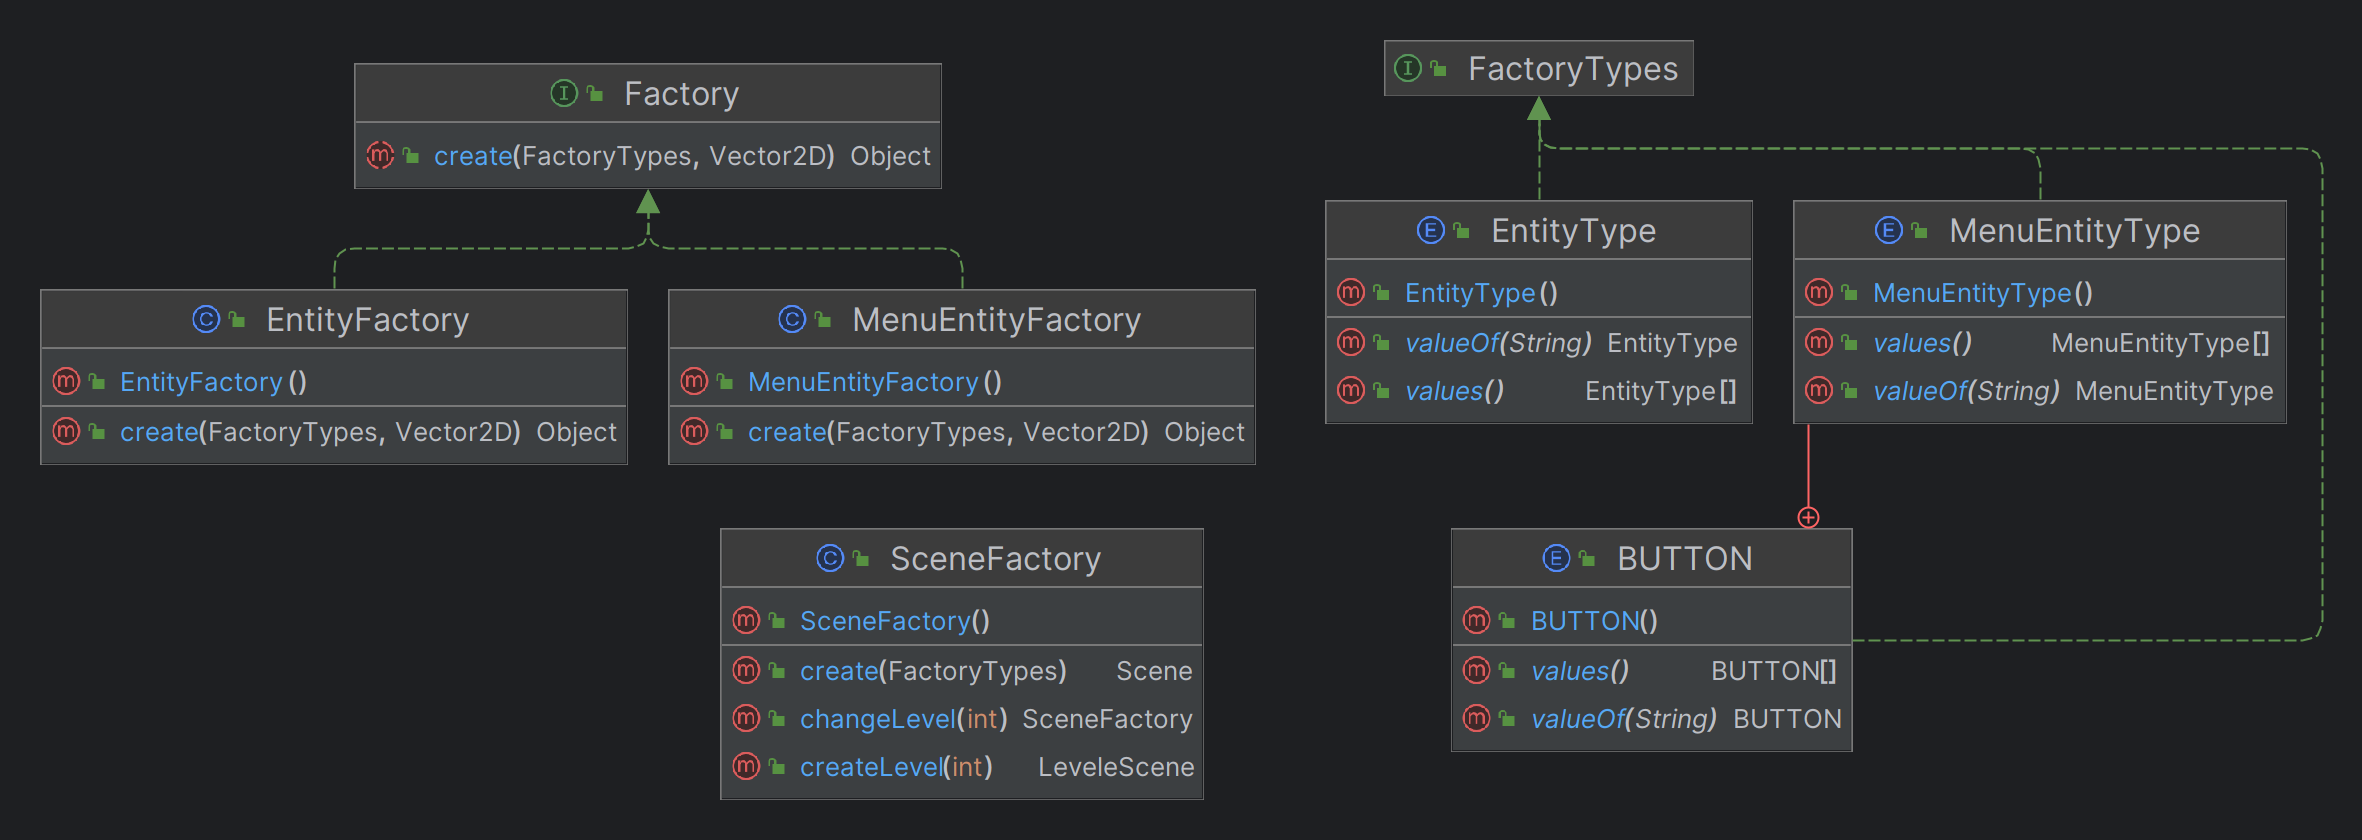 Factory
create(FactoryTypes, Vector2D) Object
EntityFactory
EntityFactory()
create(FactoryTypes, Vector2D) Object
MenuEntityFactory
MenuEntityFactory()
create(FactoryTypes, Vector2D) Object
SceneFactory
SceneFactory()
create(FactoryTypes) Scene
changeLevel(int) SceneFactory
createLevel(int) LeveleScene
FactoryTypes
EntityType
EntityType()
valueOf(String) EntityType
values() EntityType[]
MenuEntityType
MenuEntityType()
values() MenuEntityType[]
valueOf(String) MenuEntityType
BUTTON
BUTTON()
values() BUTTON[]
valueOf(String) BUTTON